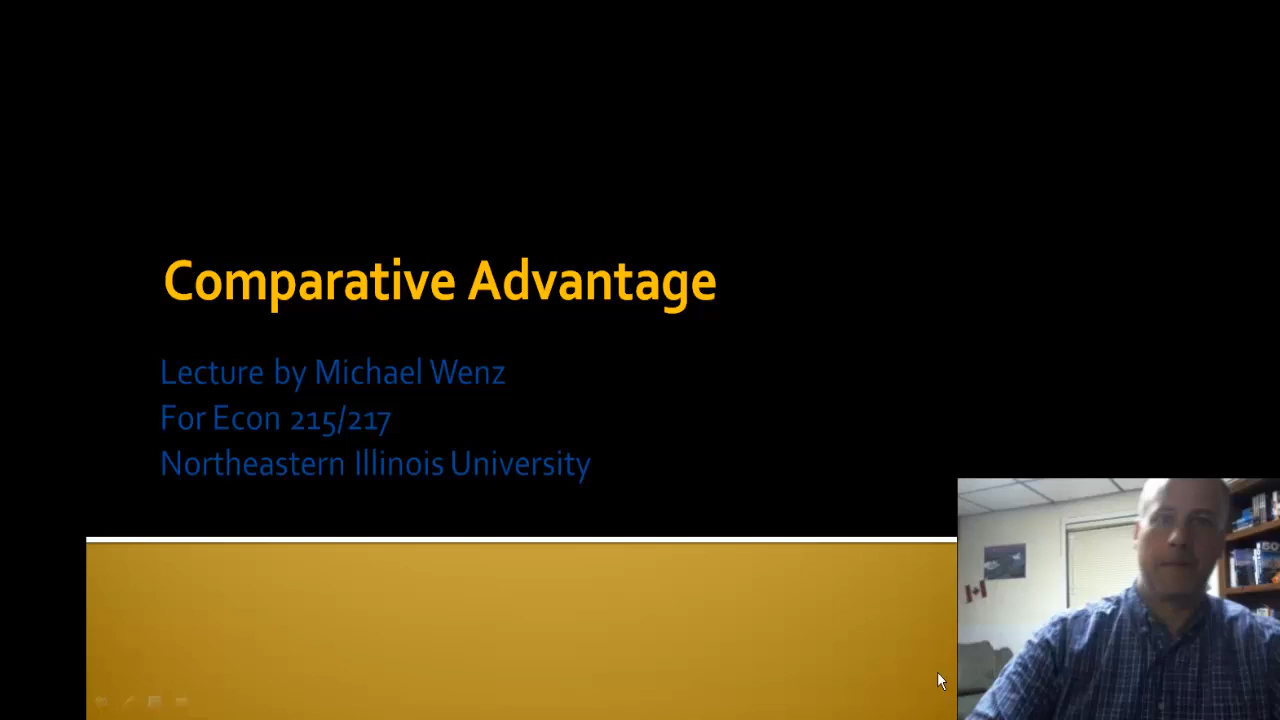 Comparative Advantage
Lecture by Michael Wenz
For Econ 215/217
Northeastern Illinois University